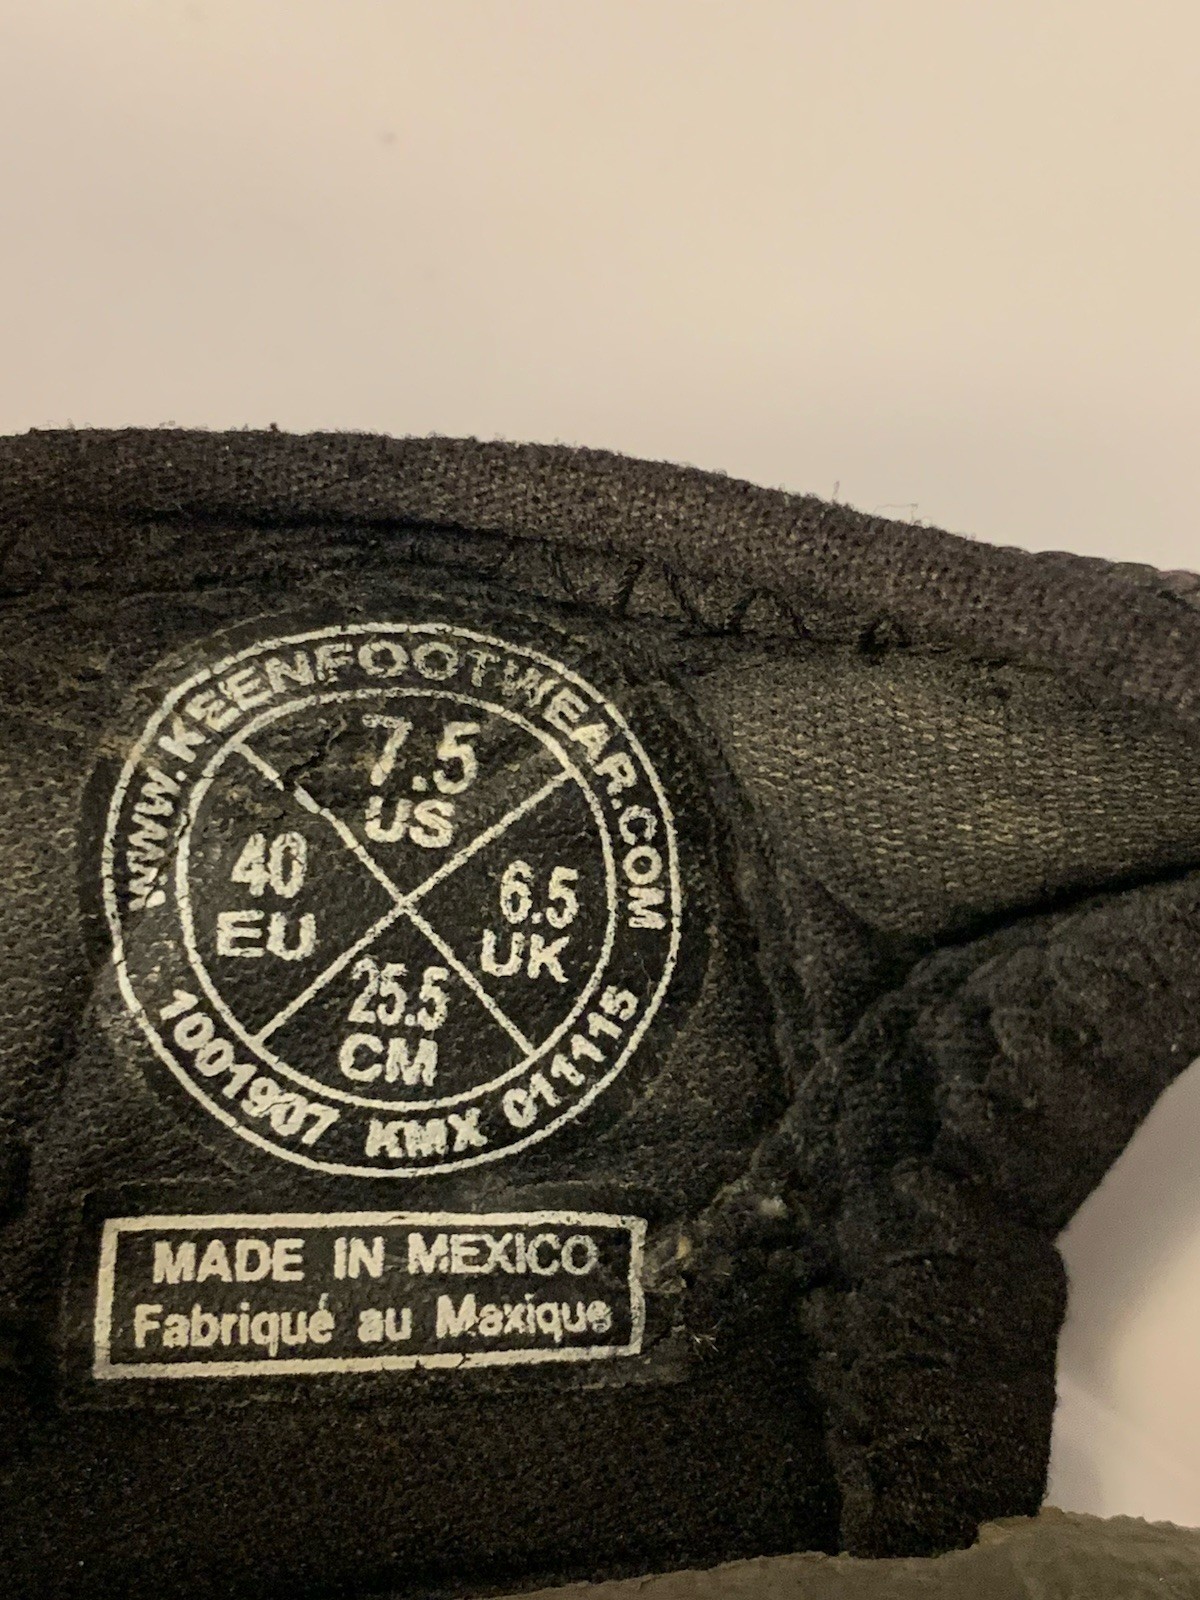 WWW.KEENFOOTWEAR.COM
7.5
US
40
EU
6.5
UK
25.5
CM
1001907 KMX 011115
MADE IN MEXICO
Fabriqué au Maxique